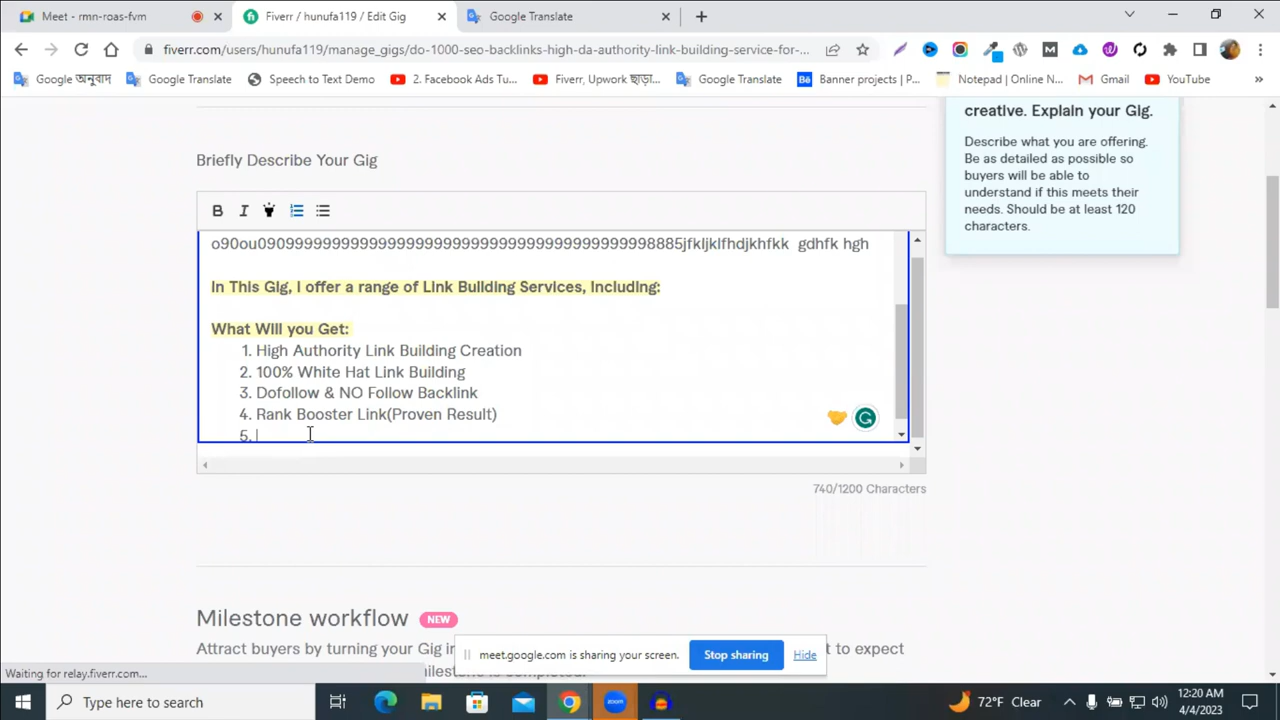 Meet - rmn-roas-fvm
Fiverr / hunufa119 / Edit Gig
Google Translate
fiverr.com/users/hunufa119/manage_gigs/do-1000-seo-backlinks-high-da-authority-link-building-service-for-...
Google অনুবাদ
Google Translate
Speech to Text Demo
2. Facebook Ads Tu...
Fiverr, Upwork ছাড়া...
Google Translate
Banner projects | P...
Notepad | Online N...
Gmail
YouTube
creative. Explain your Gig.
Describe what you are offering.
Be as detailed as possible so
buyers will be able to
understand if this meets their
needs. Should be at least 120
characters.
Briefly Describe Your Gig
In This Gig, I offer a range of Link Building Services, Including:
What Will you Get:
1. High Authority Link Building Creation
2. 100% White Hat Link Building
3. Dofollow & NO Follow Backlink
4. Rank Booster Link(Proven Result)
5.
740/1200 Characters
Milestone workflow NEW
Attract buyers by turning your Gig in
to expect
meet.google.com is sharing your screen.
Stop sharing
Hide
Waiting for relay.fiverr.com...
Type here to search
zoom
72°F Clear
12:20 AM
4/4/2023